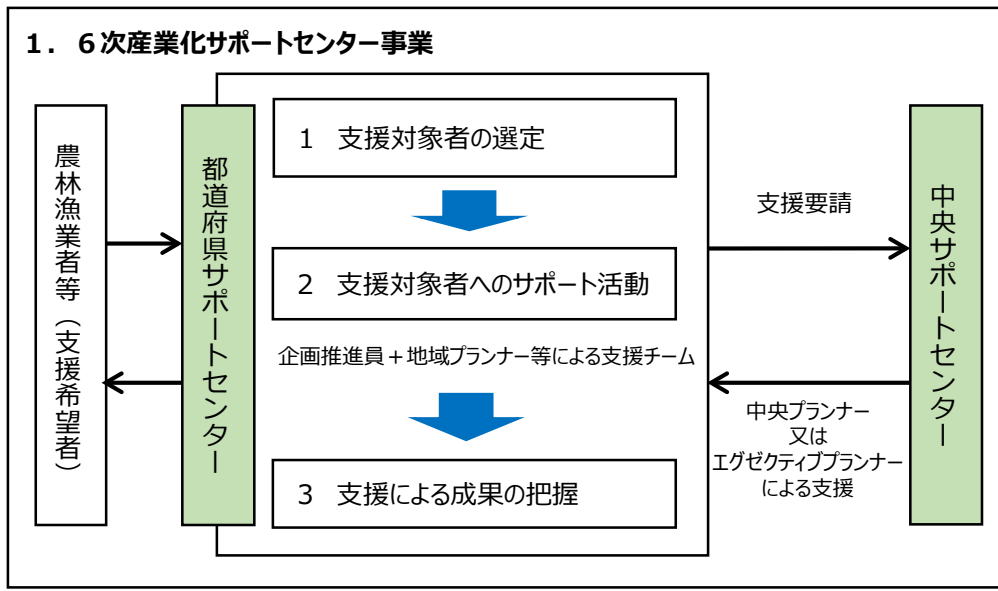 1．６次産業化サポートセンター事業
農林漁業者等（支援希望者）
都道府県サポートセンター
1　支援対象者の選定
2　支援対象者へのサポート活動
企画推進員＋地域プランナー等による支援チーム
3　支援による成果の把握
支援要請
中央プランナー
又は
エグゼクティブプランナー
による支援
中央サポートセンター